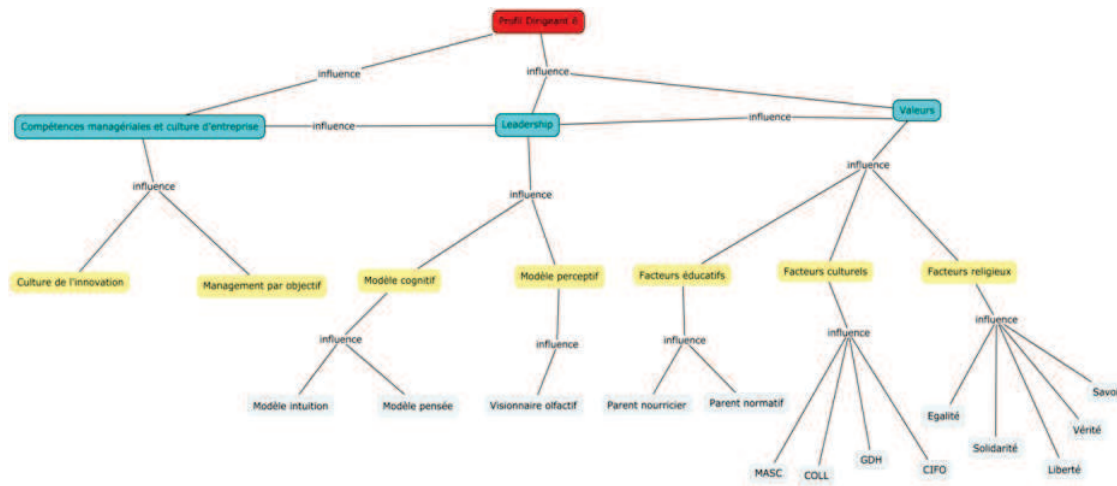 Profil Dirigeant 6
influence
influence
Compétences managériales et culture d'entreprise
influence
Leadership
influence
Valeurs
influence
influence
influence
Culture de l'innovation
Management par objectif
Modèle cognitif
Modèle perceptif
Facteurs éducatifs
Facteurs culturels
Facteurs religieux
influence
influence
influence
influence
influence
Modèle intuition
Modèle pensée
Visionnaire olfactif
Parent nourricier
Parent normatif
MASC
COLL
GDH
CIFO
Egalité
Solidarité
Liberté
Vérité
Savoi